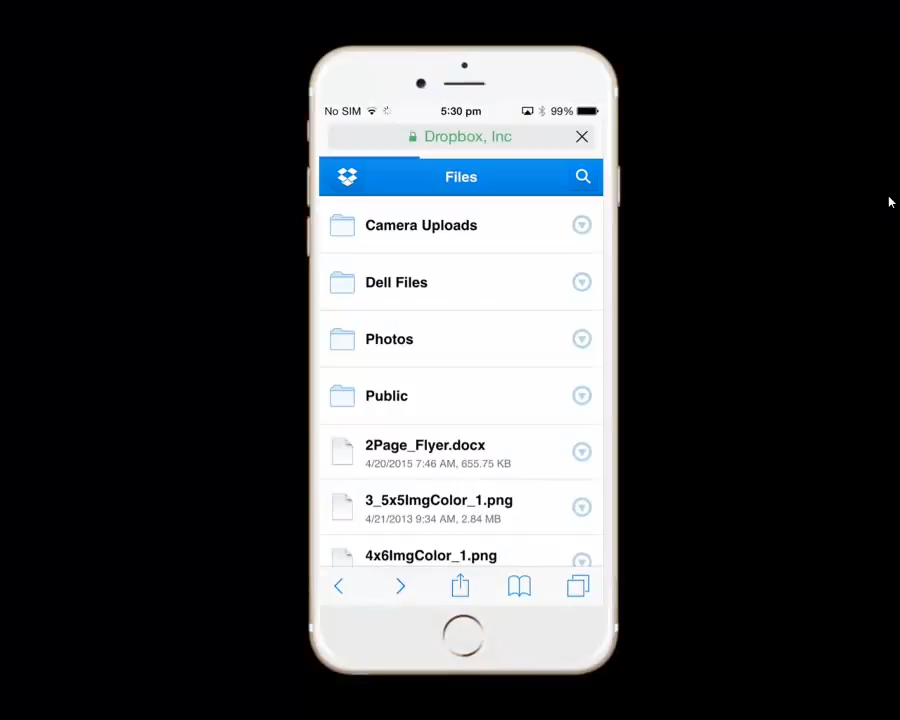 No SIM 5:30 pm 99%
Dropbox, Inc
Files
Camera Uploads
Dell Files
Photos
Public
2Page_Flyer.docx
4/20/2015 7:46 AM, 655.75 KB
3_5x5ImgColor_1.png
4/21/2013 9:34 AM, 2.84 MB
4x6ImgColor_1.png